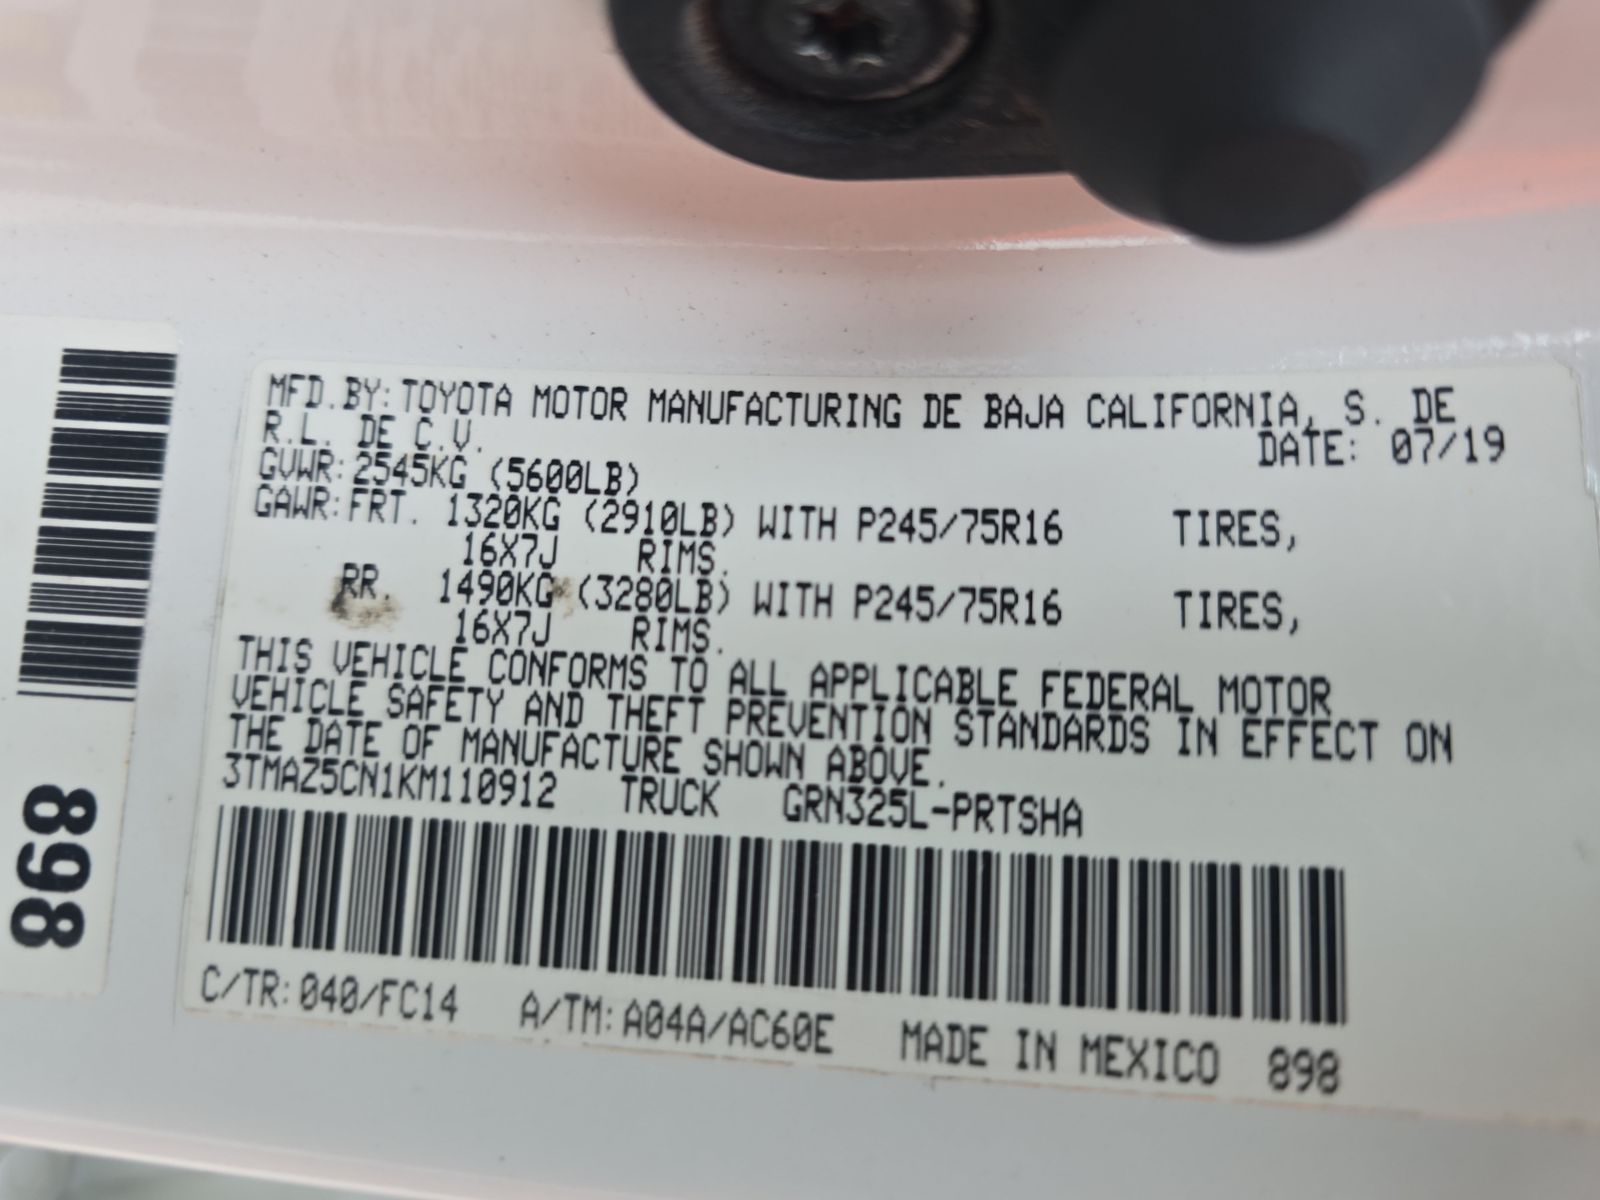 MFD.BY:TOYOTA MOTOR MANUFACTURING DE BAJA CALIFORNIA, S. DE
R.L. DE C.V. DATE: 07/19
GVWR:2545KG (5600LB)
GAWR:FRT. 1320KG (2910LB) WITH P245/75R16 TIRES,
16X7J RIMS.
RR. 1490KG (3280LB) WITH P245/75R16 TIRES,
16X7J RIMS.
THIS VEHICLE CONFORMS TO ALL APPLICABLE FEDERAL MOTOR
VEHICLE SAFETY AND THEFT PREVENTION STANDARDS IN EFFECT ON
THE DATE OF MANUFACTURE SHOWN ABOVE.
3TMAZ5CN1KM110912 TRUCK GRN325L-PRTSHA
C/TR:040/FC14 A/TM:A04A/AC60E MADE IN MEXICO 898
898